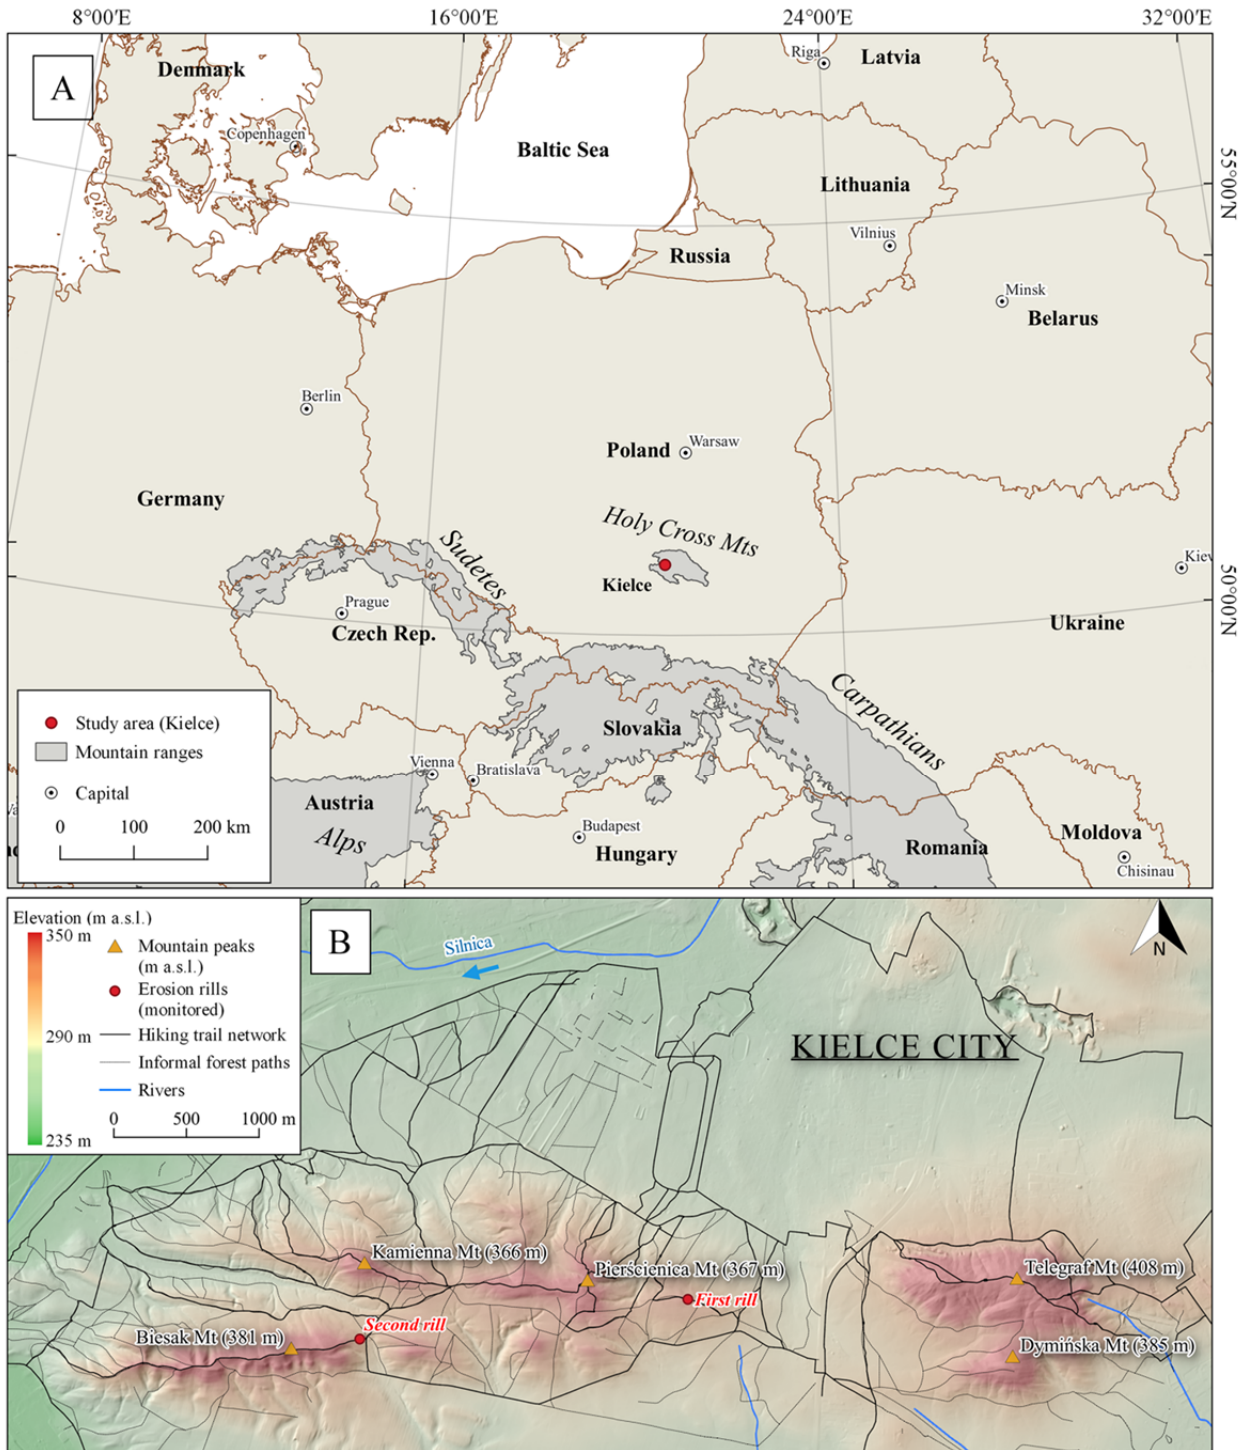 8°00'E
16°00'E
24°00'E
32°00'E
A
Denmark
Copenhagen
Baltic Sea
Riga
Latvia
55°00'N
Lithuania
Vilnius
Russia
Minsk
Belarus
Berlin
Poland
Warsaw
Germany
Holy Cross Mts
Sudetes
Kielce
Kiev
Prague
Czech Rep.
50°00'N
Ukraine
Carpathians
Slovakia
Study area (Kielce)
Mountain ranges
Capital
0 100 200 km
Vienna
Bratislava
Austria
Alps
Budapest
Hungary
Romania
Moldova
Chisinau
Elevation (m a.s.l.)
350 m
290 m
235 m
Mountain peaks
(m a.s.l.)
Erosion rills
(monitored)
Hiking trail network
Informal forest paths
Rivers
0 500 1000 m
B
Silnica
N
KIELCE CITY
Kamienna Mt (366 m)
Pierścienica Mt (367 m)
Telegraf Mt (408 m)
First rill
Second rill
Biesak Mt (381 m)
Dymińska Mt (385 m)